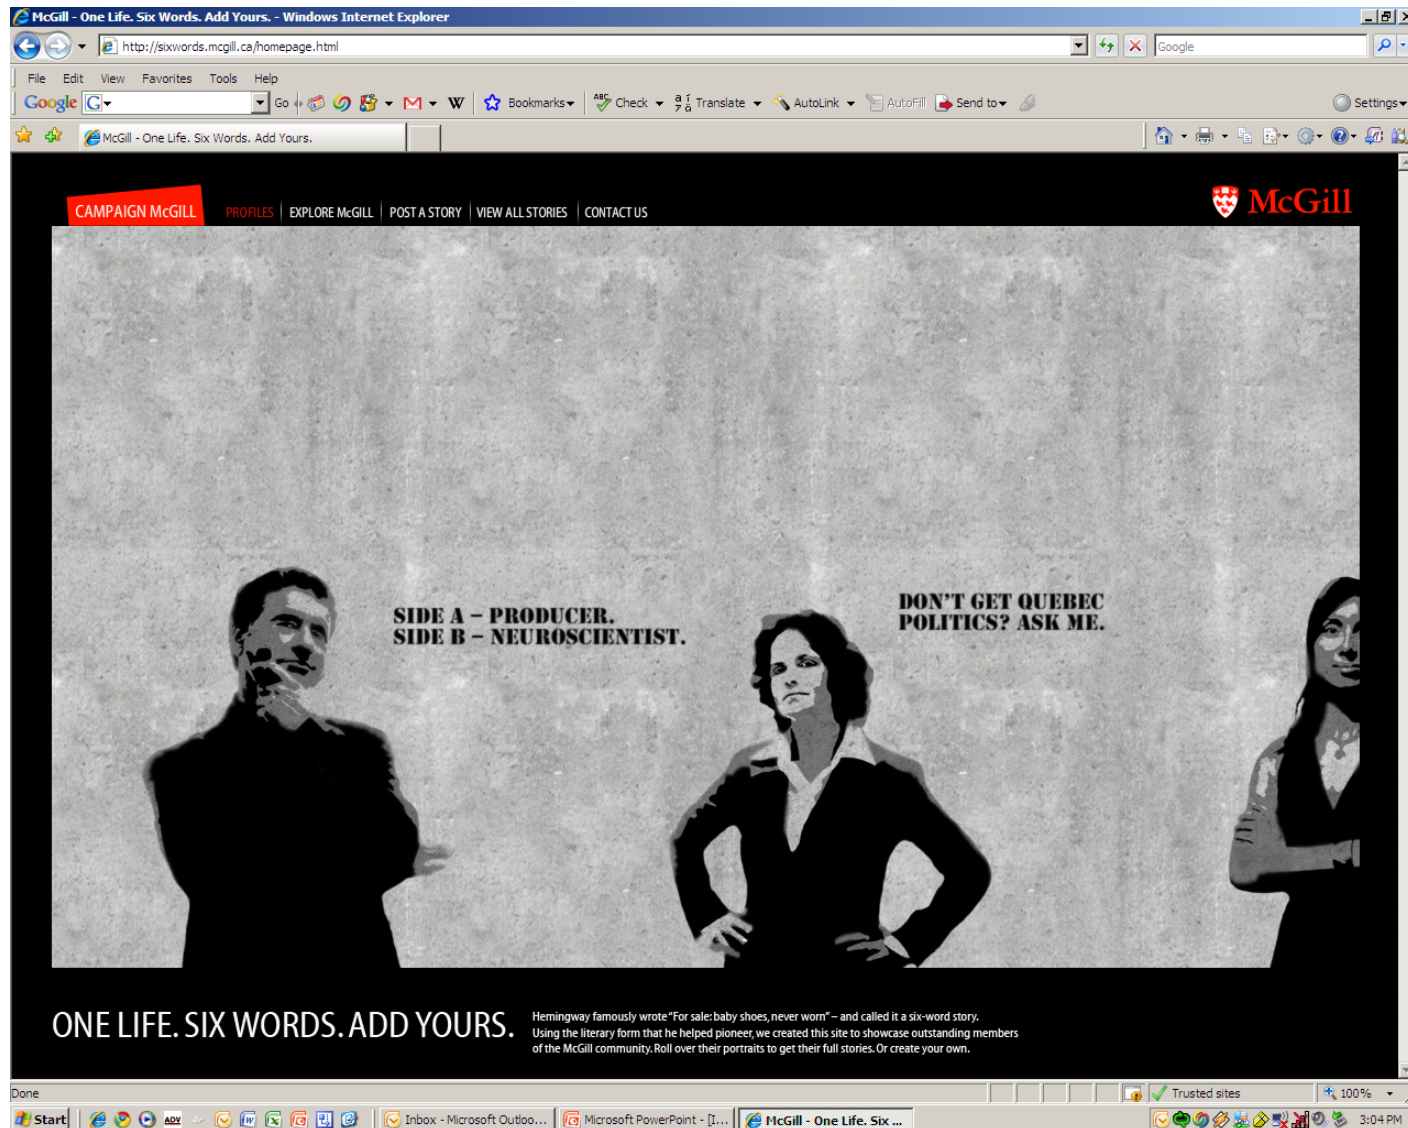 McGill - One Life. Six Words. Add Yours. - Windows Internet Explorer
http://sixwords.mcgill.ca/homepage.html
Google
File Edit View Favorites Tools Help
Google G Go W Bookmarks Check Translate AutoLink AutoFill Send to Settings
McGill - One Life. Six Words. Add Yours.
CAMPAIGN McGILL PROFILES EXPLORE McGILL POST A STORY VIEW ALL STORIES CONTACT US McGill
SIDE A – PRODUCER.
SIDE B – NEUROSCIENTIST.
DON'T GET QUEBEC
POLITICS? ASK ME.
ONE LIFE. SIX WORDS. ADD YOURS.
Hemingway famously wrote "For sale: baby shoes, never worn" – and called it a six-word story.
Using the literary form that he helped pioneer, we created this site to showcase outstanding members
of the McGill community. Roll over their portraits to get their full stories. Or create your own.
Done Trusted sites 100%
Start ADV Inbox - Microsoft Outloo... Microsoft PowerPoint - [I... McGill - One Life. Six ... 3:04 PM